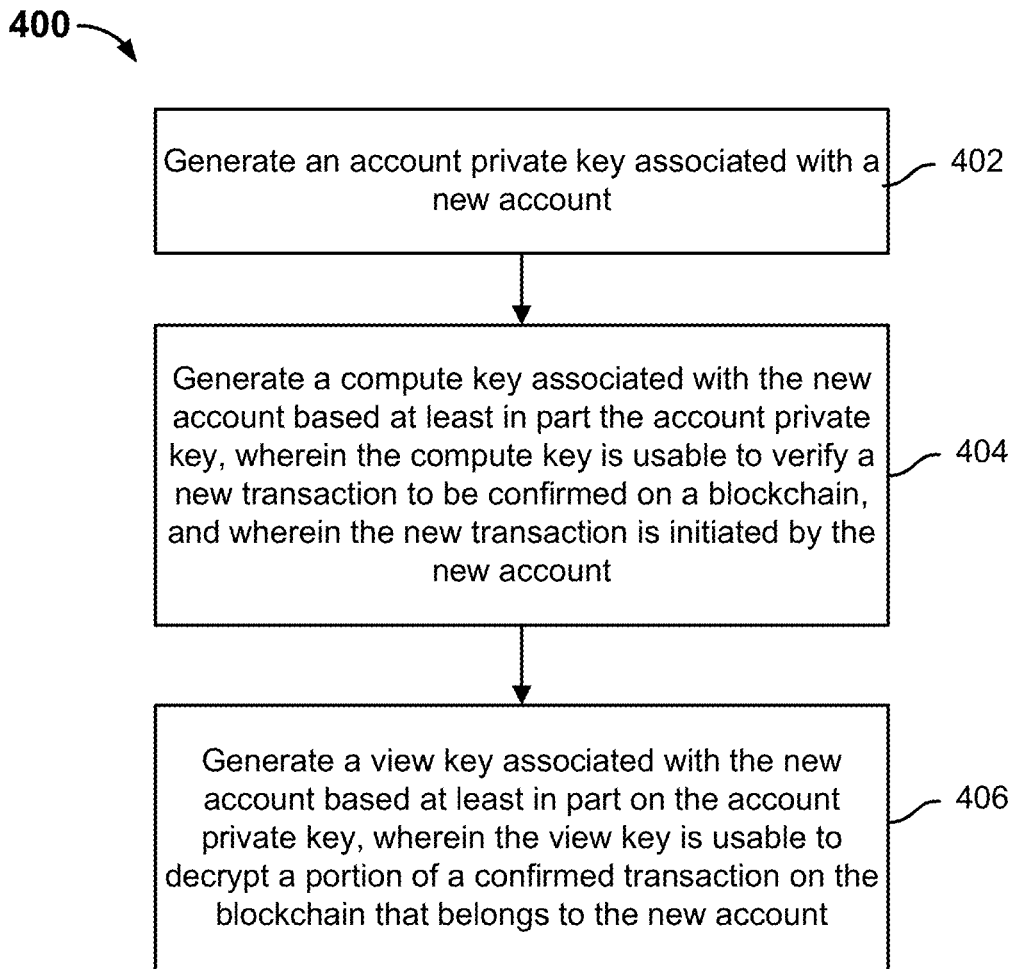 400
Generate an account private key associated with a
new account
402
Generate a compute key associated with the new
account based at least in part the account private
key, wherein the compute key is usable to verify a
new transaction to be confirmed on a blockchain,
and wherein the new transaction is initiated by the
new account
404
Generate a view key associated with the new
account based at least in part on the account
private key, wherein the view key is usable to
decrypt a portion of a confirmed transaction on the
blockchain that belongs to the new account
406